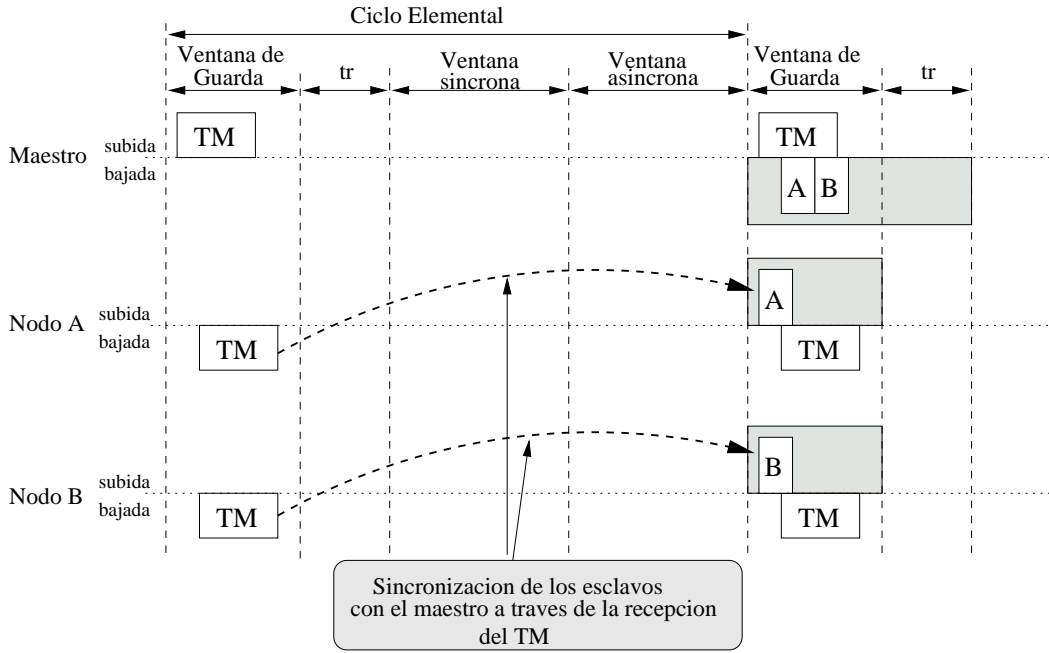 Ciclo Elemental
Ventana de
Guarda
tr
Ventana
sincrona
Ventana
asincrona
Ventana de
Guarda
tr
Maestro
subida
bajada
TM
TM
A
B
Nodo A
subida
bajada
TM
A
TM
Nodo B
subida
bajada
TM
B
TM
Sincronizacion de los esclavos
con el maestro a traves de la recepcion
del TM